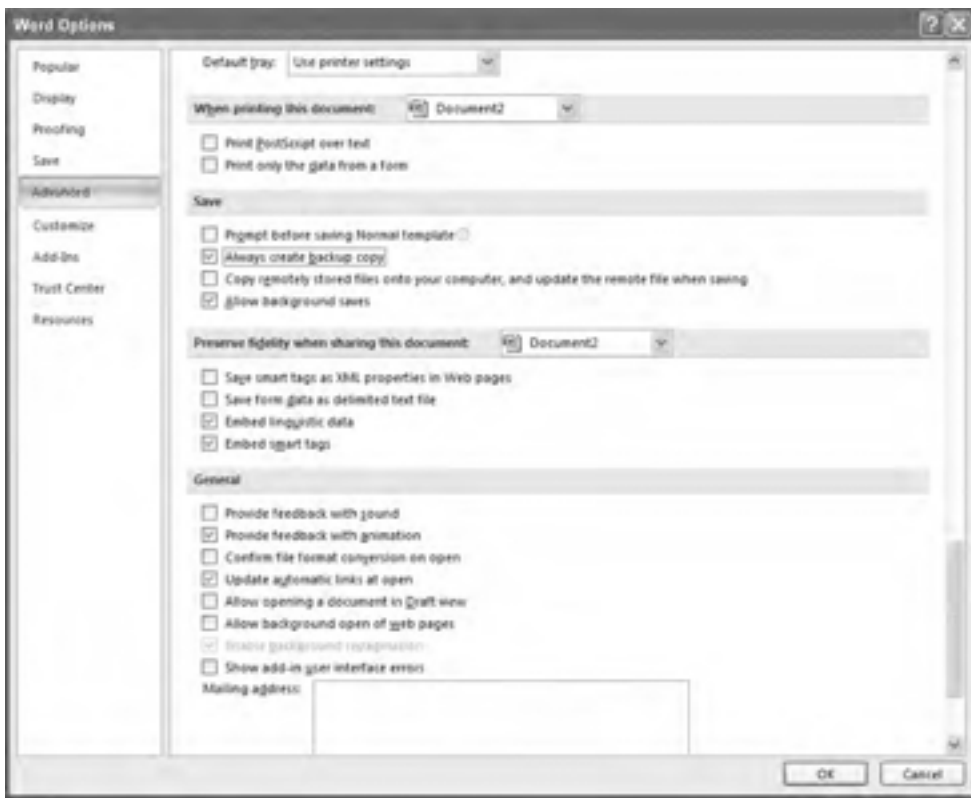 Word Options
Popular
Display
Proofing
Save
Advanced
Customize
Add-Ins
Trust Center
Resources
Default tray: Use printer settings
When printing this document: Document2
Print PostScript over text
Print only the data from a form
Save
Prompt before saving Normal template
Always create backup copy
Copy remotely stored files onto your computer, and update the remote file when saving
Allow background saves
Preserve fidelity when sharing this document: Document2
Save smart tags as XML properties in Web pages
Save form data as delimited text file
Embed linguistic data
Embed smart tags
General
Provide feedback with sound
Provide feedback with animation
Confirm file format conversion on open
Update automatic links at open
Allow opening a document in Draft view
Allow background open of web pages
Enable background repagination
Show add-in user interface errors
Mailing address:
OK
Cancel